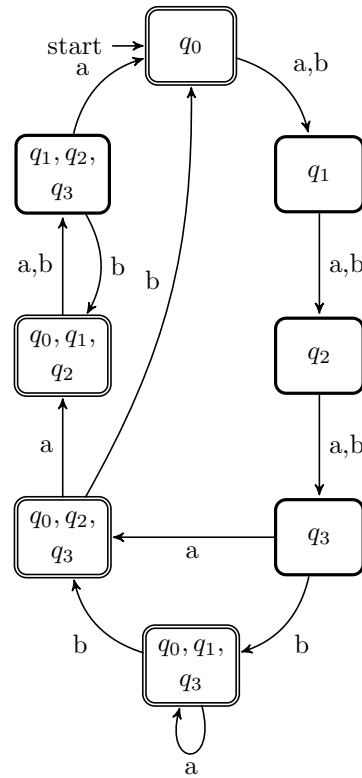 start
q0
a
a,b
q1, q2,
q3
q1
a,b
b
a,b
b
q0, q1,
q2
q2
a
a,b
q0, q2,
q3
q3
a
b
b
q0, q1,
q3
a